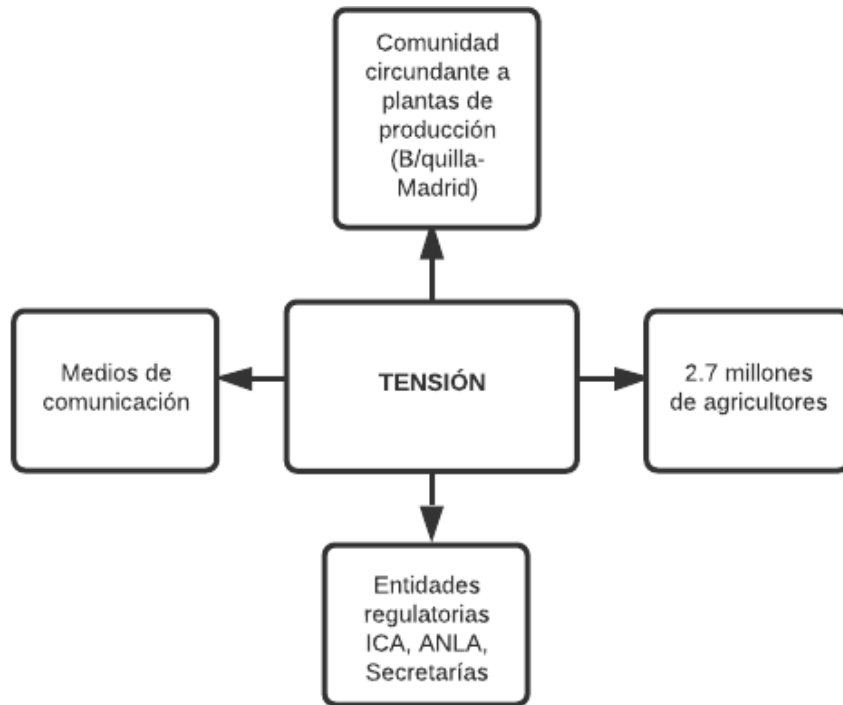 Comunidad
circundante a
plantas de
producción
(B/quilla-
Madrid)
Medios de
comunicación
TENSIÓN
2.7 millones
de agricultores
Entidades
regulatorias
ICA, ANLA,
Secretarías